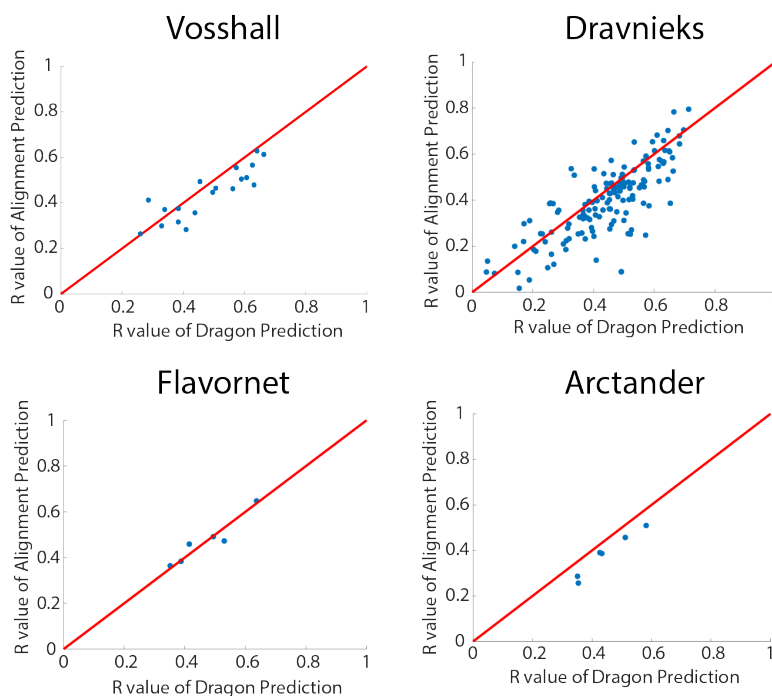 Vosshall
R value of Alignment Prediction
1
0.8
0.6
0.4
0.2
0
0 0.2 0.4 0.6 0.8 1
R value of Dragon Prediction
Dravnieks
R value of Alignment Prediction
1
0.8
0.6
0.4
0.2
0
0 0.2 0.4 0.6 0.8
R value of Dragon Prediction
Flavornet
R value of Alignment Prediction
1
0.8
0.6
0.4
0.2
0
0 0.2 0.4 0.6 0.8 1
R value of Dragon Prediction
Arctander
R value of Alignment Prediction
1
0.8
0.6
0.4
0.2
0
0 0.2 0.4 0.6 0.8 1
R value of Dragon Prediction